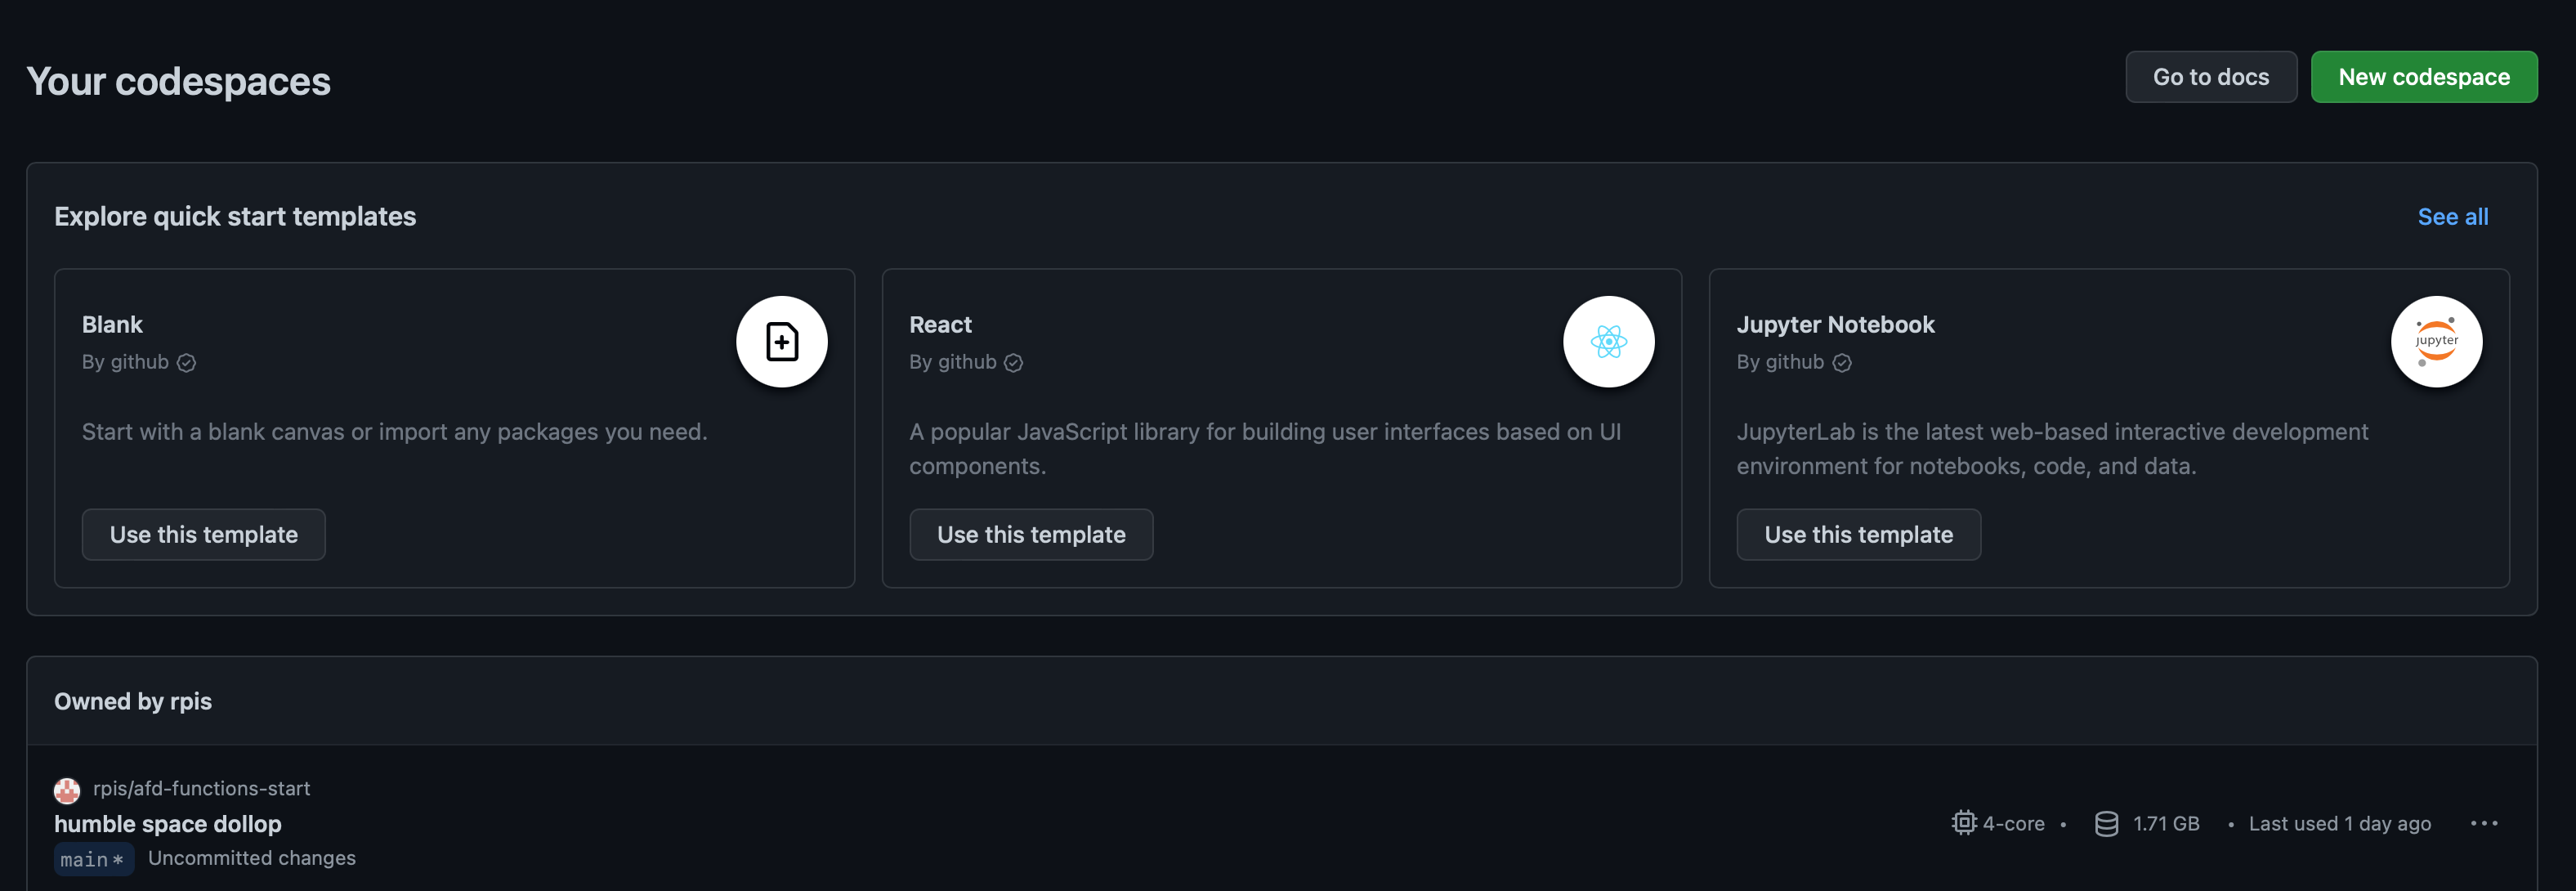 Your codespaces
Go to docs
New codespace
Explore quick start templates
See all
Blank
By github
Start with a blank canvas or import any packages you need.
Use this template
React
By github
A popular JavaScript library for building user interfaces based on UI
components.
Use this template
Jupyter Notebook
By github
jupyter
JupyterLab is the latest web-based interactive development
environment for notebooks, code, and data.
Use this template
Owned by rpis
rpis/afd-functions-start
humble space dollop
main* Uncommitted changes
4-core • 1.71 GB • Last used 1 day ago ···